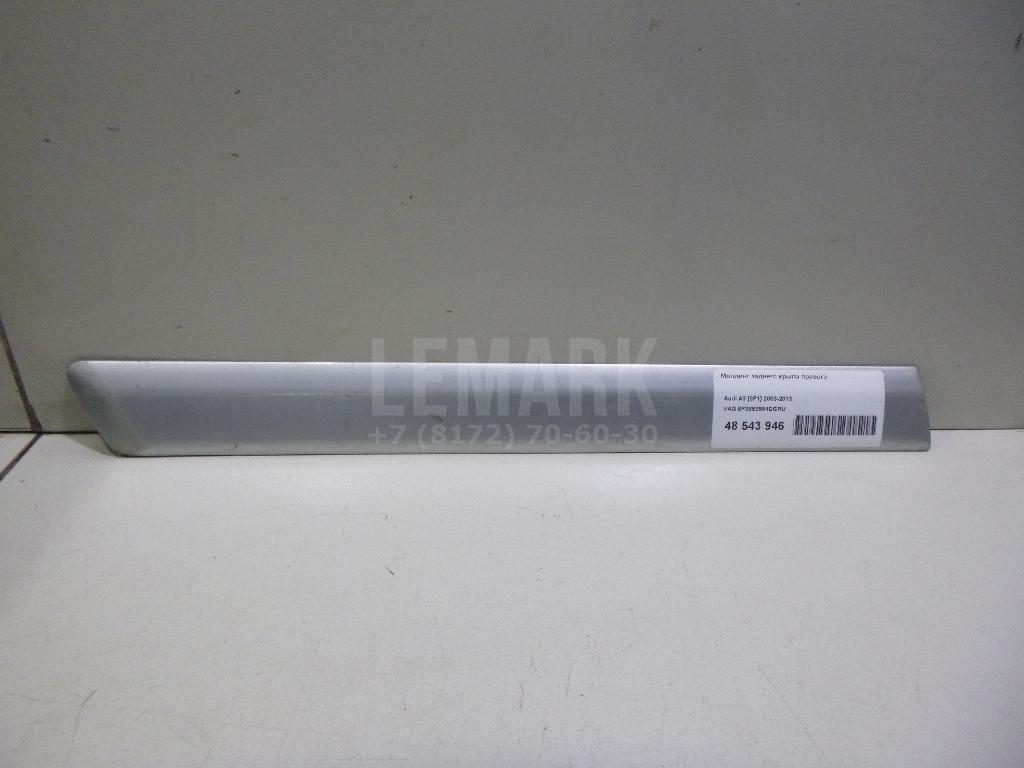 LEMARK
+7 (8172) 70-60-30
Молдинг заднего крыла правого
Audi A3 [8P1] 2003-2013
VAG 8P3853984DGRU
48 543 946